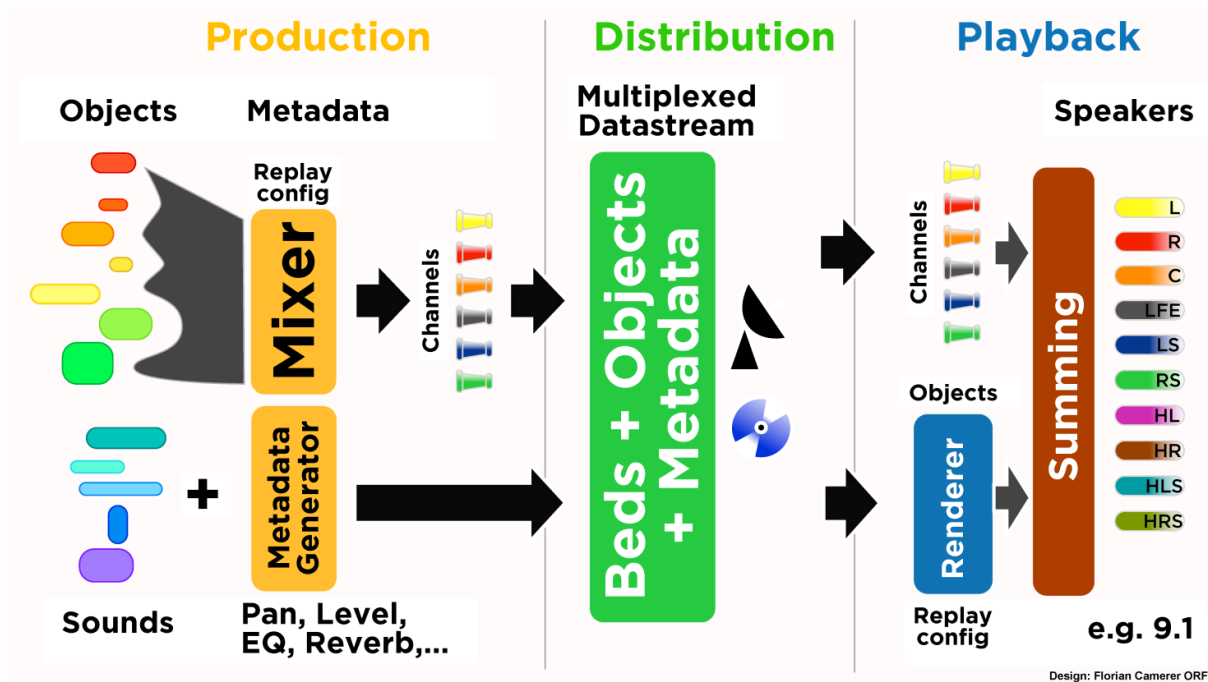 Production
Distribution
Playback
Objects
Metadata
Multiplexed
Datastream
Speakers
Replay
config
Mixer
Channels
Beds + Objects
+ Metadata
Channels
Summing
L
R
C
LFE
LS
RS
HL
HR
HLS
HRS
+
Metadata
Generator
Objects
Renderer
Sounds
Pan, Level,
EQ, Reverb,...
Replay
config
e.g. 9.1
Design: Florian Camerer ORF